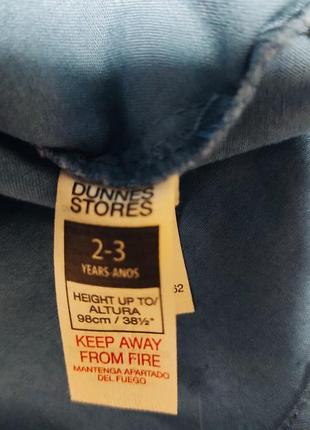 DUNNES
STORES
2-3
YEARS-ANOS
HEIGHT UP TO/
ALTURA
98cm / 38½"
KEEP AWAY
FROM FIRE
MANTENGA APARTADO
DEL FUEGO